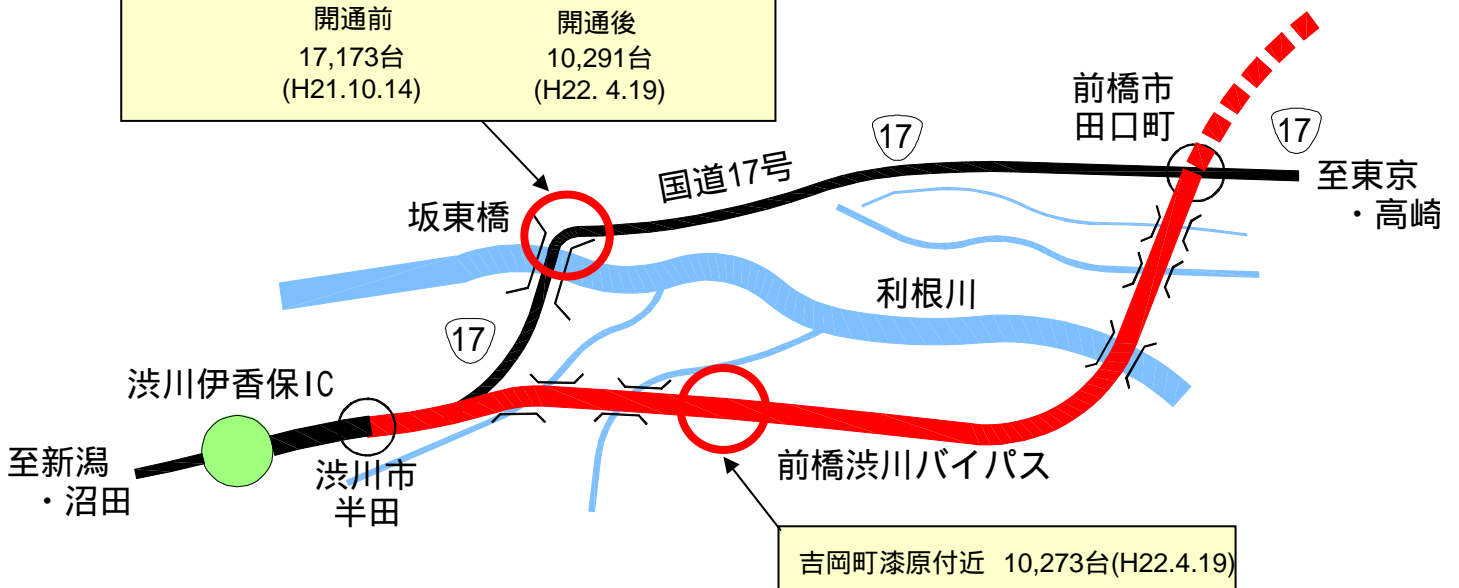 開通前
17,173台
(H21.10.14)
開通後
10,291台
(H22. 4.19)
前橋市
田口町
17
17
国道17号
至東京
・高崎
坂東橋
利根川
17
渋川伊香保IC
前橋渋川バイパス
至新潟
・沼田
渋川市
半田
吉岡町漆原付近 10,273台(H22.4.19)